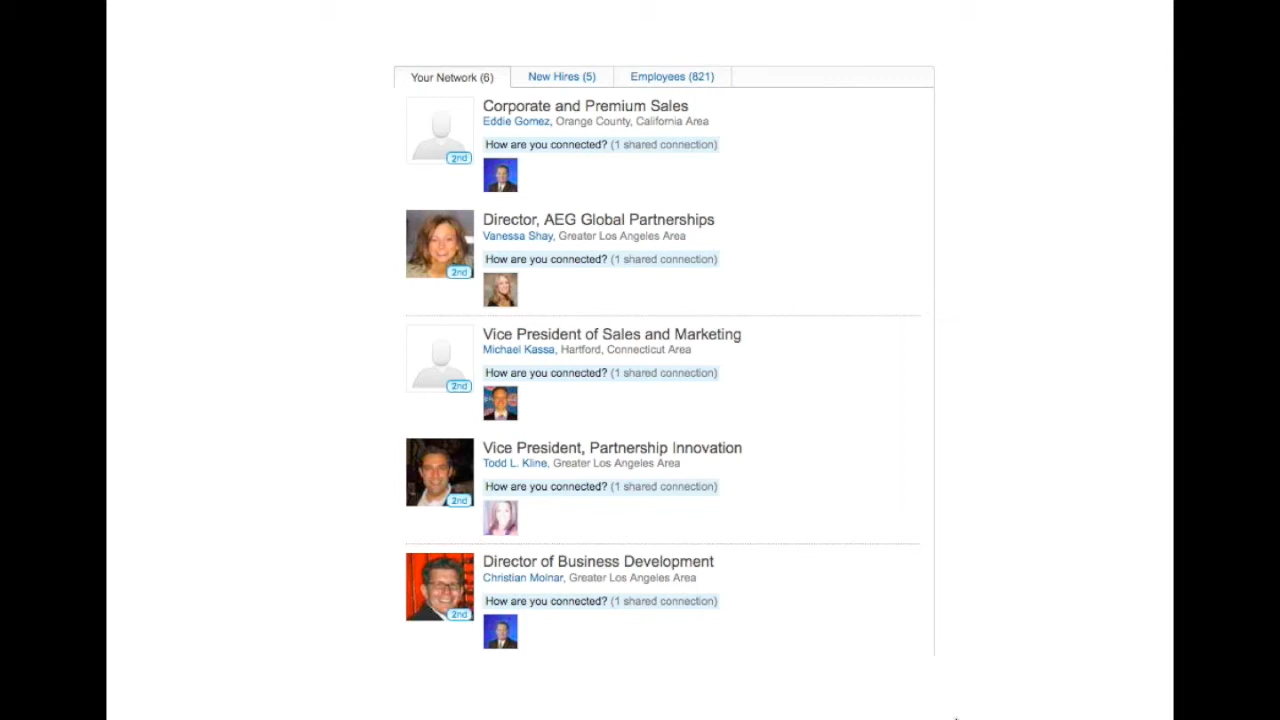 Your Network (6) New Hires (5) Employees (821)
Corporate and Premium Sales
Eddie Gomez, Orange County, California Area
2nd
How are you connected? (1 shared connection)
Director, AEG Global Partnerships
Vanessa Shay, Greater Los Angeles Area
How are you connected? (1 shared connection)
2nd
Vice President of Sales and Marketing
Michael Kassa, Hartford, Connecticut Area
How are you connected? (1 shared connection)
2nd
Vice President, Partnership Innovation
Todd L. Kline, Greater Los Angeles Area
How are you connected? (1 shared connection)
2nd
Director of Business Development
Christian Molnar, Greater Los Angeles Area
How are you connected? (1 shared connection)
2nd